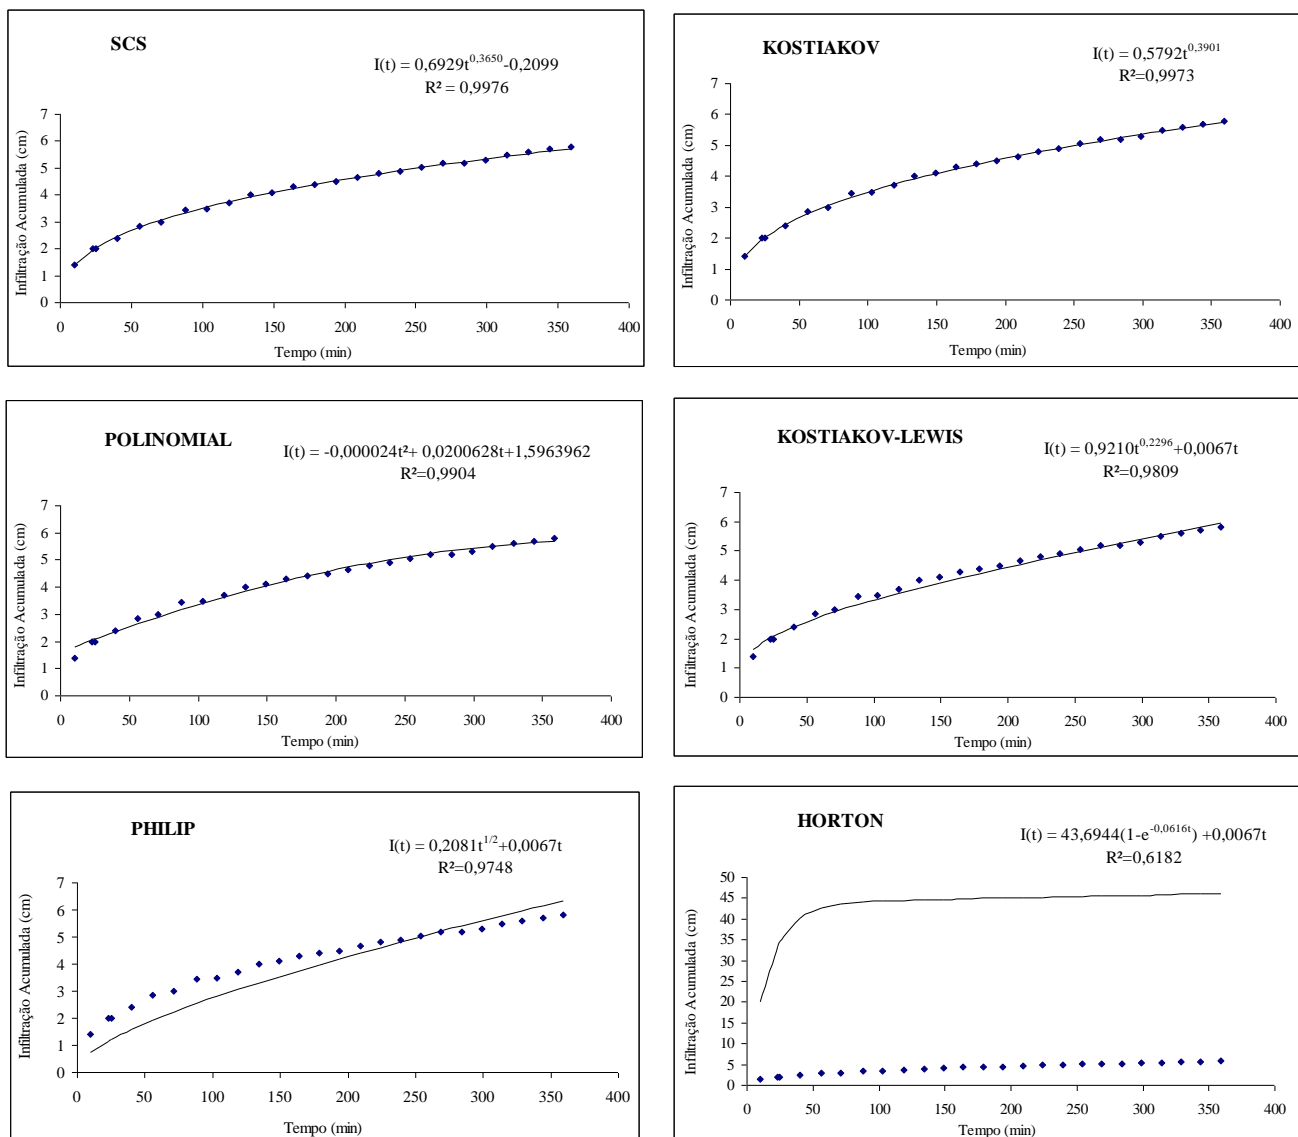 SCS
I(t) = 0,6929t^0,3650-0,2099
R² = 0,9976
Infiltração Acumulada (cm)
7
6
5
4
3
2
1
0
0 50 100 150 200 250 300 350 400
Tempo (min)
KOSTIAKOV
I(t) = 0,5792t^0,3901
R²=0,9973
Infiltração Acumulada (cm)
7
6
5
4
3
2
1
0
0 50 100 150 200 250 300 350 400
Tempo (min)
POLINOMIAL
I(t) = -0,000024t²+ 0,0200628t+1,5963962
R²=0,9904
Infiltração Acumulada (cm)
7
6
5
4
3
2
1
0
0 50 100 150 200 250 300 350 400
Tempo (min)
KOSTIAKOV-LEWIS
I(t) = 0,9210t^0,2296+0,0067t
R²=0,9809
Infiltração Acumulada (cm)
7
6
5
4
3
2
1
0
0 50 100 150 200 250 300 350 400
Tempo (min)
PHILIP
I(t) = 0,2081t^1/2+0,0067t
R²=0,9748
Infiltração Acumulada (cm)
7
6
5
4
3
2
1
0
0 50 100 150 200 250 300 350 400
Tempo (min)
HORTON
I(t) = 43,6944(1-e^-0,0616t) +0,0067t
R²=0,6182
Infiltração Acumulada (cm)
50
45
40
35
30
25
20
15
10
5
0
0 50 100 150 200 250 300 350 400
Tempo (min)